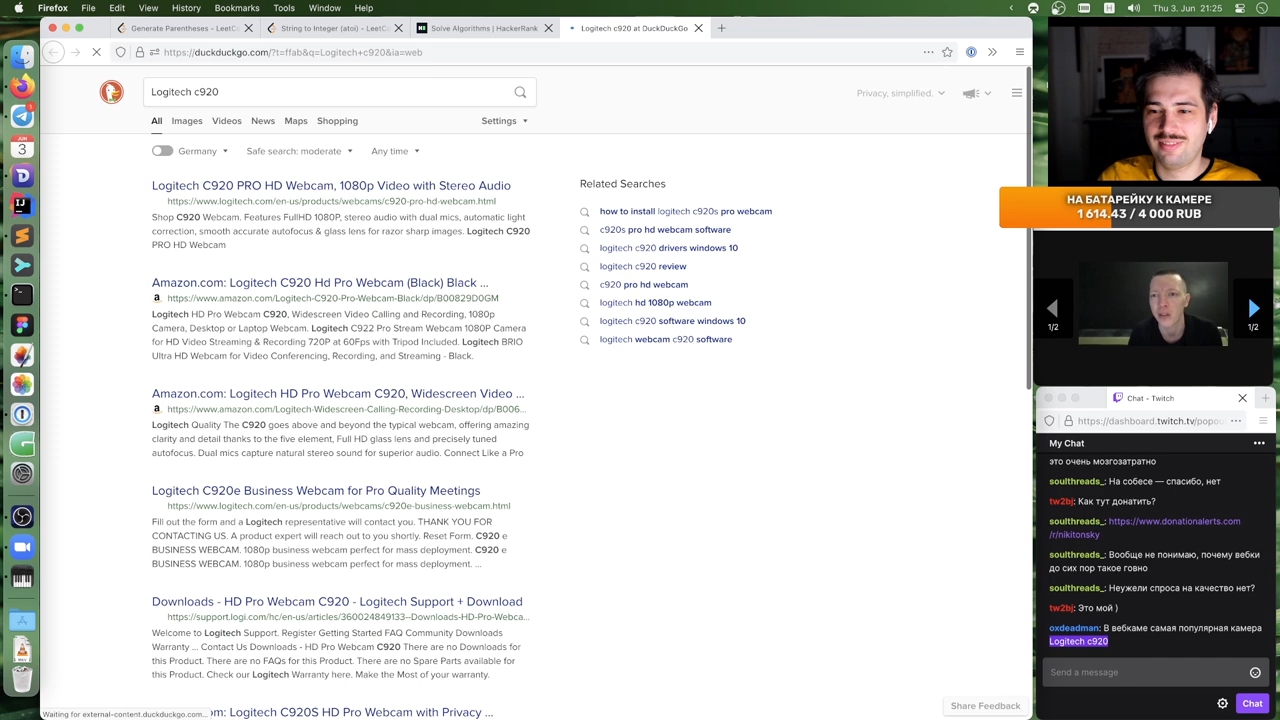 Firefox File Edit View History Bookmarks Tools Window Help
Generate Parentheses - LeetC
String to Integer (atoi) - LeetCo
Solve Algorithms | HackerRank
Logitech c920 at DuckDuckGo
https://duckduckgo.com/?t=ffab&q=Logitech+c920&ia=web
Logitech c920
Privacy, simplified.
All Images Videos News Maps Shopping Settings
Germany Safe search: moderate Any time
Logitech C920 PRO HD Webcam, 1080p Video with Stereo Audio
https://www.logitech.com/en-us/products/webcams/c920-pro-hd-webcam.html
Shop C920 Webcam. Features FullHD 1080P, stereo audio with dual mics, automatic light
correction, smooth accurate autofocus & glass lens for razor sharp images. Logitech C920
PRO HD Webcam
Amazon.com: Logitech C920 Hd Pro Webcam (Black) Black ...
https://www.amazon.com/Logitech-C920-Pro-Webcam-Black/dp/B00829D0GM
Logitech HD Pro Webcam C920, Widescreen Video Calling and Recording, 1080p
Camera, Desktop or Laptop Webcam. Logitech C922 Pro Stream Webcam 1080P Camera
for HD Video Streaming & Recording 720P at 60Fps with Tripod Included. Logitech BRIO
Ultra HD Webcam for Video Conferencing, Recording, and Streaming - Black.
Amazon.com: Logitech HD Pro Webcam C920, Widescreen Video ...
https://www.amazon.com/Logitech-Widescreen-Calling-Recording-Desktop/dp/B006...
Logitech Quality The C920 goes above and beyond your basic webcam, offering amazing
clarity and detail thanks to the five element, Full HD glass lens and precisely tuned
autofocus. Dual mics capture natural stereo sound for superior audio. Connect Like a Pro
Logitech C920e Business Webcam for Pro Quality Meetings
https://www.logitech.com/en-us/products/webcams/c920e-business-webcam.html
Fill out the form and a Logitech representative will contact you. THANK YOU FOR
CONTACTING US. A product expert will reach out to you shortly. Reset Form. C920 e
BUSINESS WEBCAM. 1080p business webcam perfect for mass deployment. C920 e
BUSINESS WEBCAM. 1080p business webcam perfect for mass deployment. ...
Downloads - HD Pro Webcam C920 - Logitech Support + Download
https://support.logi.com/hc/en-us/articles/360024849133--Downloads-HD-Pro-Webca...
Welcome to Logitech Support. Register Getting Started FAQ Community Downloads
Warranty ... Contact Us Downloads - HD Pro Webcam C920 There are no Downloads for
this Product. There are no FAQs for this Product. There are no Spare Parts available for
this Product. Check our Logitech Warranty here Make the Most of your warranty.
om: Logitech C920S HD Pro Webcam with Privacy ...
Waiting for external-content.duckduckgo.com...
Related Searches
how to install logitech c920s pro webcam
c920s pro hd webcam software
logitech c920 drivers windows 10
logitech c920 review
c920 pro hd webcam
logitech hd 1080p webcam
logitech c920 software windows 10
logitech webcam c920 software
Share Feedback
JUN
3
НА БАТАРЕЙКУ К КАМЕРЕ
1 614.43 / 4 000 RUB
1/2
1/2
Chat - Twitch
https://dashboard.twitch.tv/popou
My Chat
это очень мозгозатратно
soulthreads_: На собесе — спасибо, нет
tw2bj: Как тут донатить?
soulthreads_: https://www.donationalerts.com
/r/nikitonsky
soulthreads_: Вообще не понимаю, почему вебки
до сих пор такое говно
soulthreads_: Неужели спроса на качество нет?
tw2bj: Это мой )
oxdeadman: В вебкаме самая популярная камера
Logitech c920
Send a message
Chat